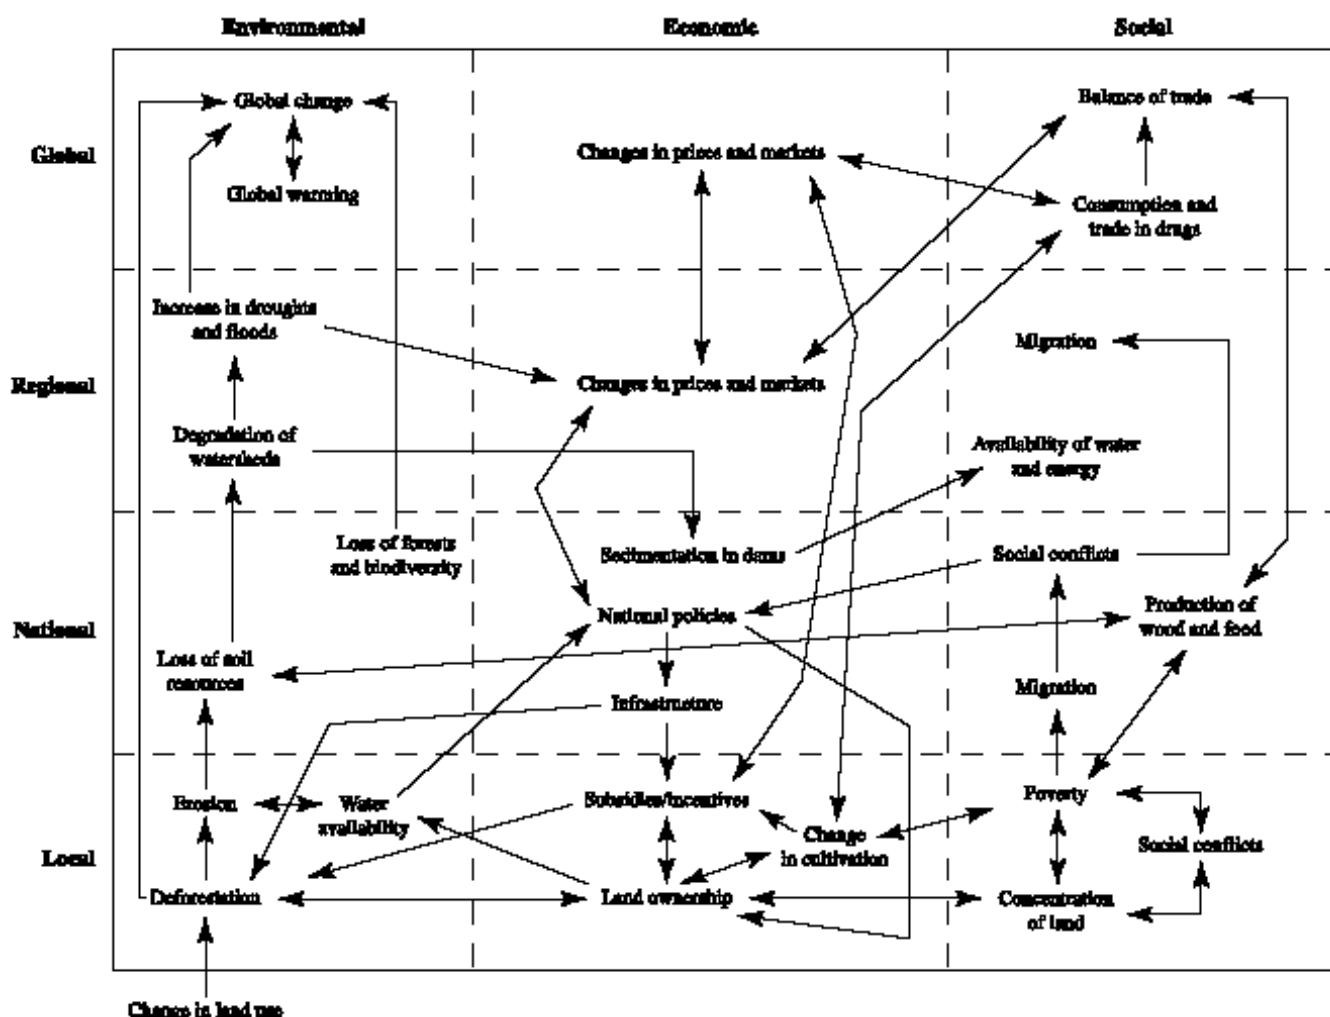 Environmental
Economic
Social
Global
Global change
Global warming
Changes in prices and markets
Balance of trade
Consumption and
trade in drugs
Regional
Increase in droughts
and floods
Degradation of
watersheds
Changes in prices and markets
Migration
Availability of water
and energy
National
Loss of forests
and biodiversity
Loss of soil
resources
Sedimentation in dams
National policies
Infrastructure
Social conflicts
Production of
wood and food
Migration
Local
Erosion
Water
availability
Deforestation
Subsidies/incentives
Change
in cultivation
Land ownership
Poverty
Social conflicts
Concentration
of land
Change in land use